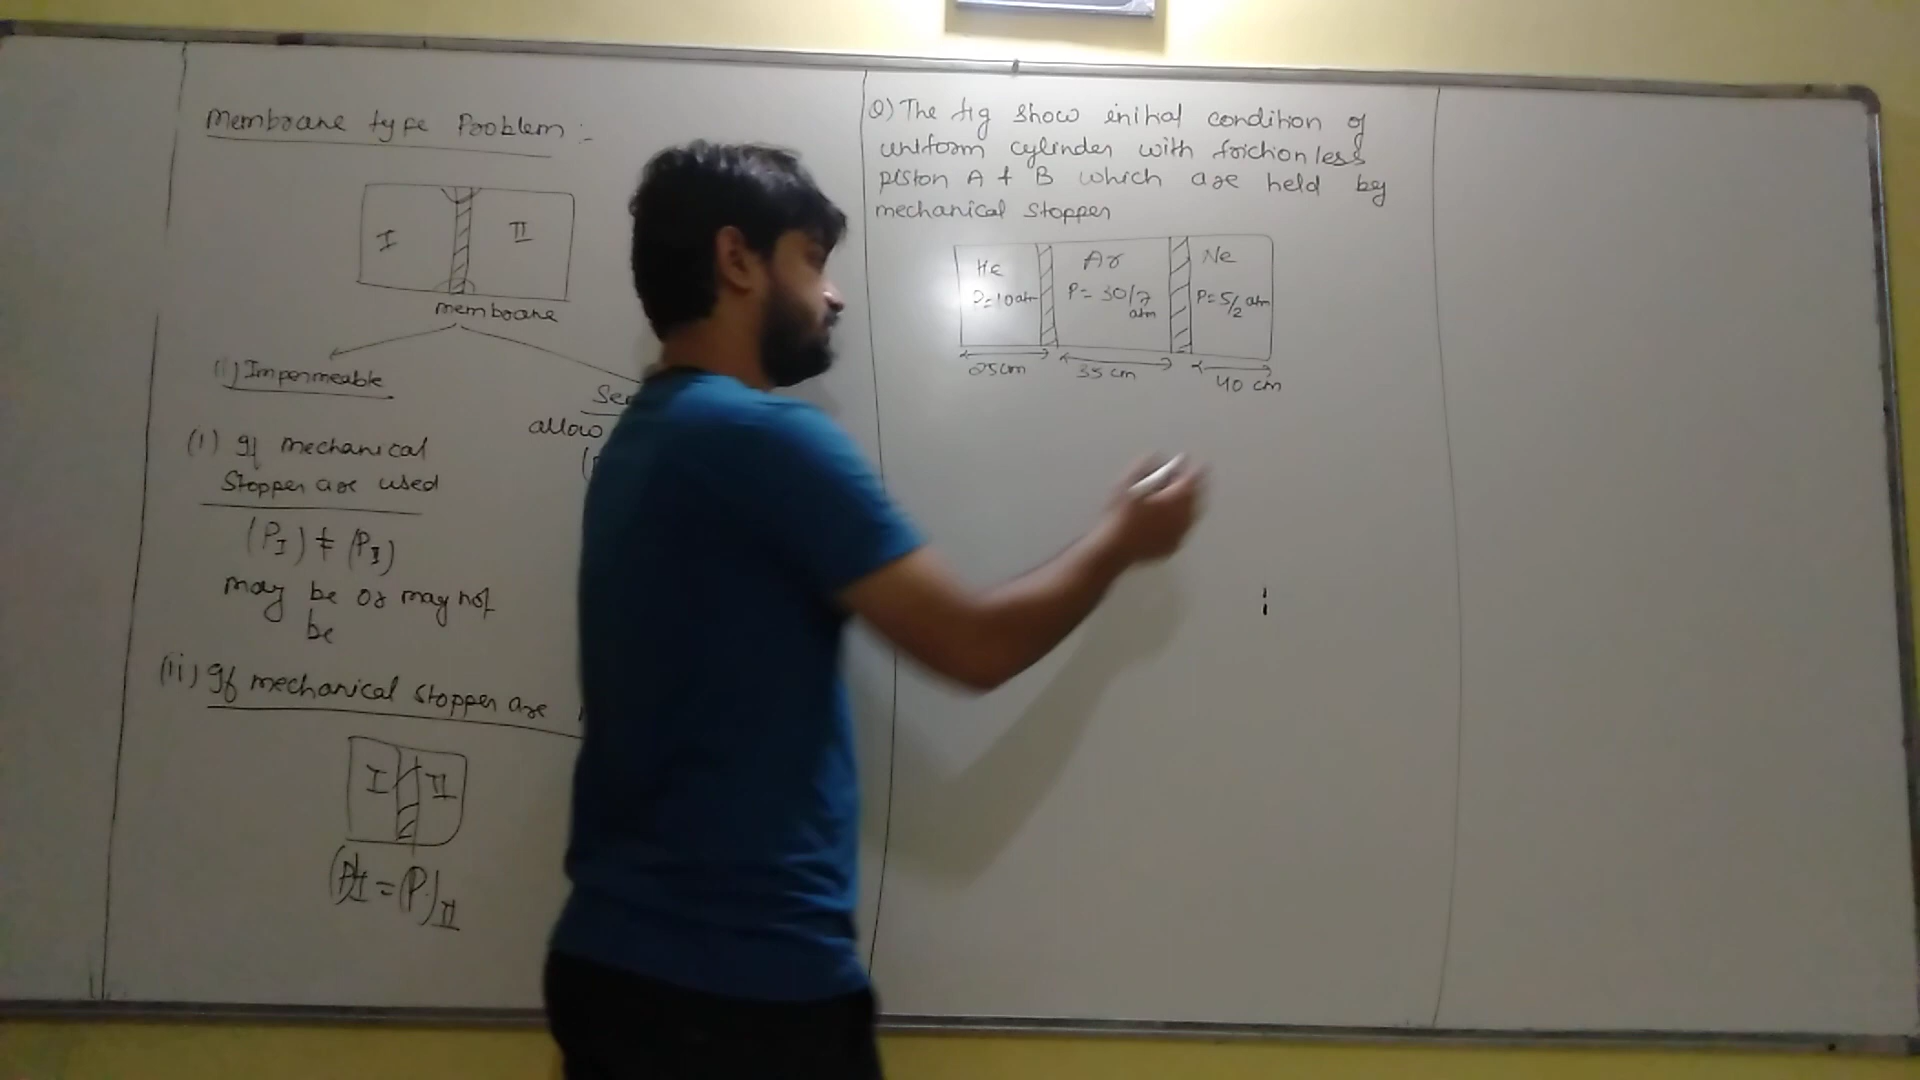 Membrane type Problem :-
I
II
membrane
(i) Impermeable
allow
(i) If mechanical
Stopper are used
(P_I) ≠ (P_II)
may be or may not
be
(ii) If mechanical stopper are
I
II
(P)_I = (P)_II
Q) The fig show initial condition of
uniform cylinder with frictionless
piston A & B which are held by
mechanical stopper
He Ar Ne
P=10atm P= 30/7 atm P=5/2 atm
25cm 35 cm 40 cm